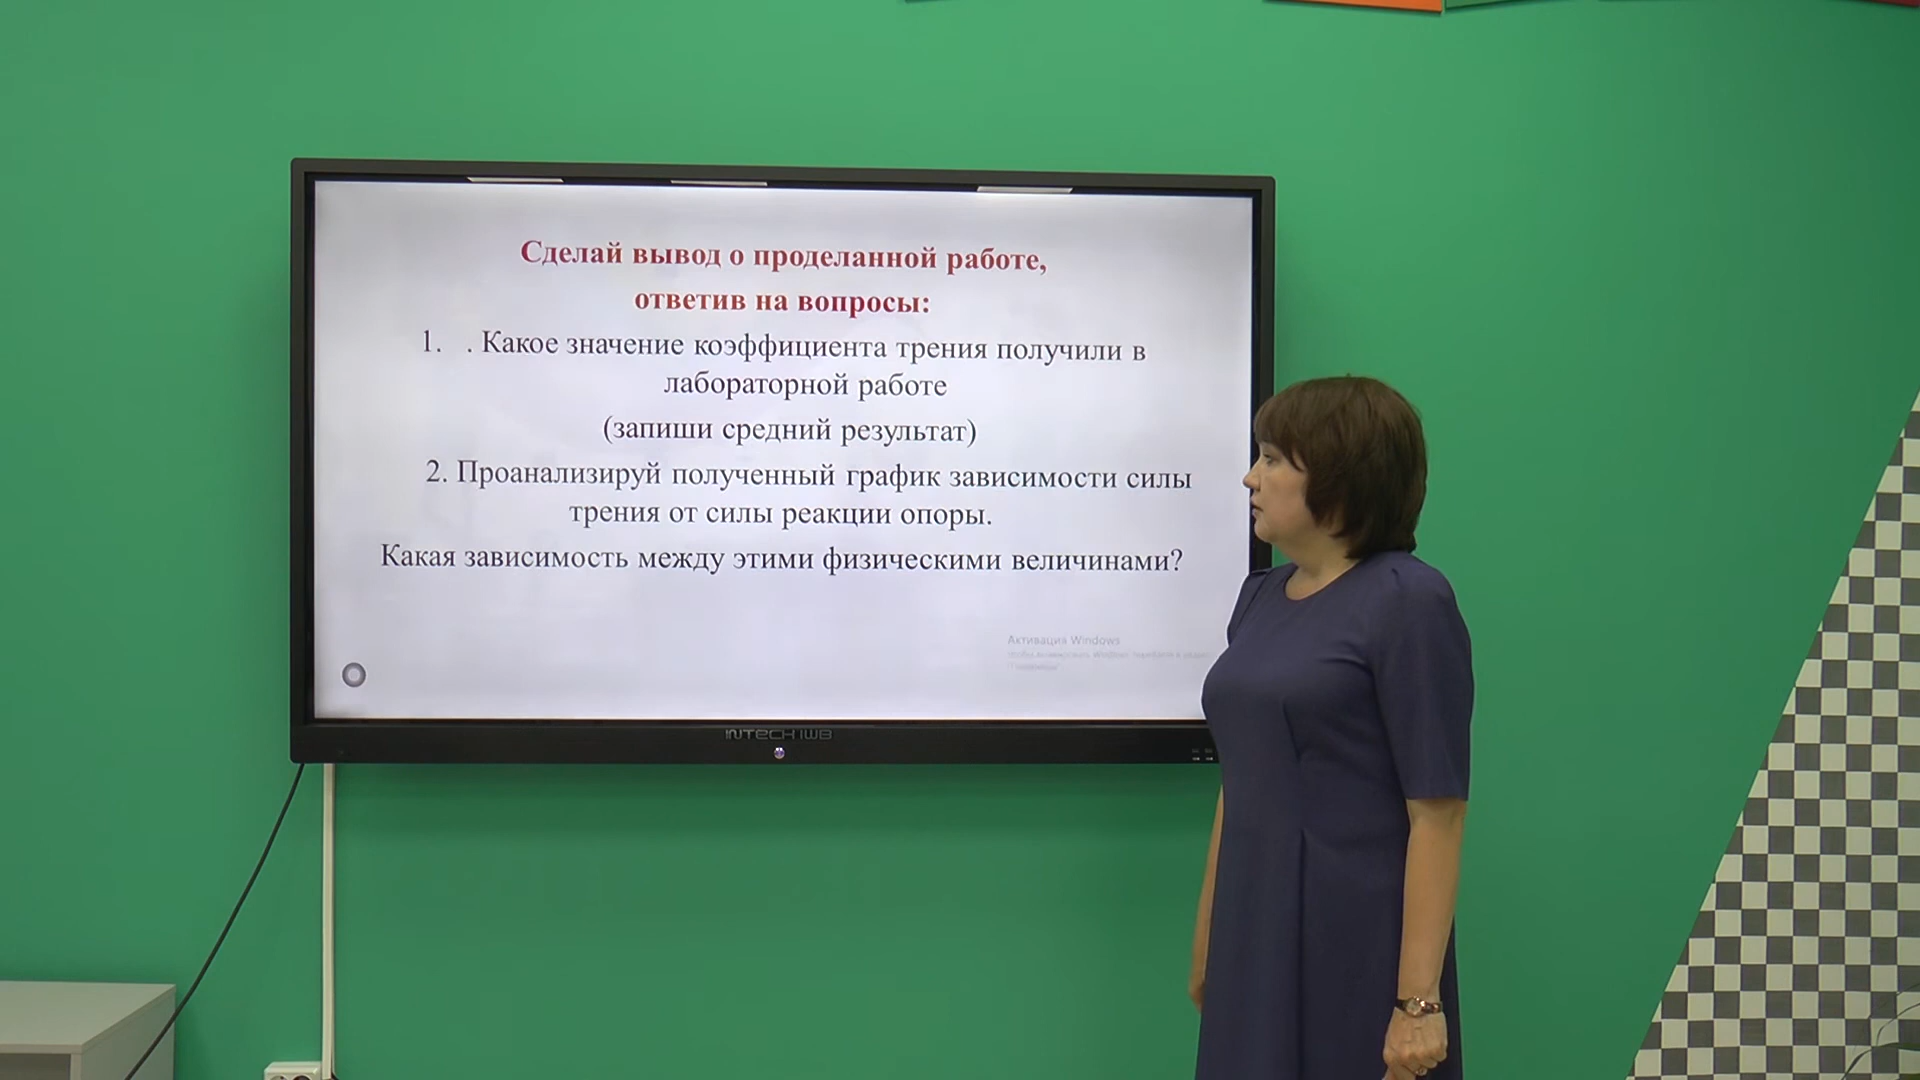 Сделай вывод о проделанной работе,
ответив на вопросы:
1. . Какое значение коэффициента трения получили в
лабораторной работе
(запиши средний результат)
2. Проанализируй полученный график зависимости силы
трения от силы реакции опоры.
Какая зависимость между этими физическими величинами?
Активация Windows
INTECH IWB